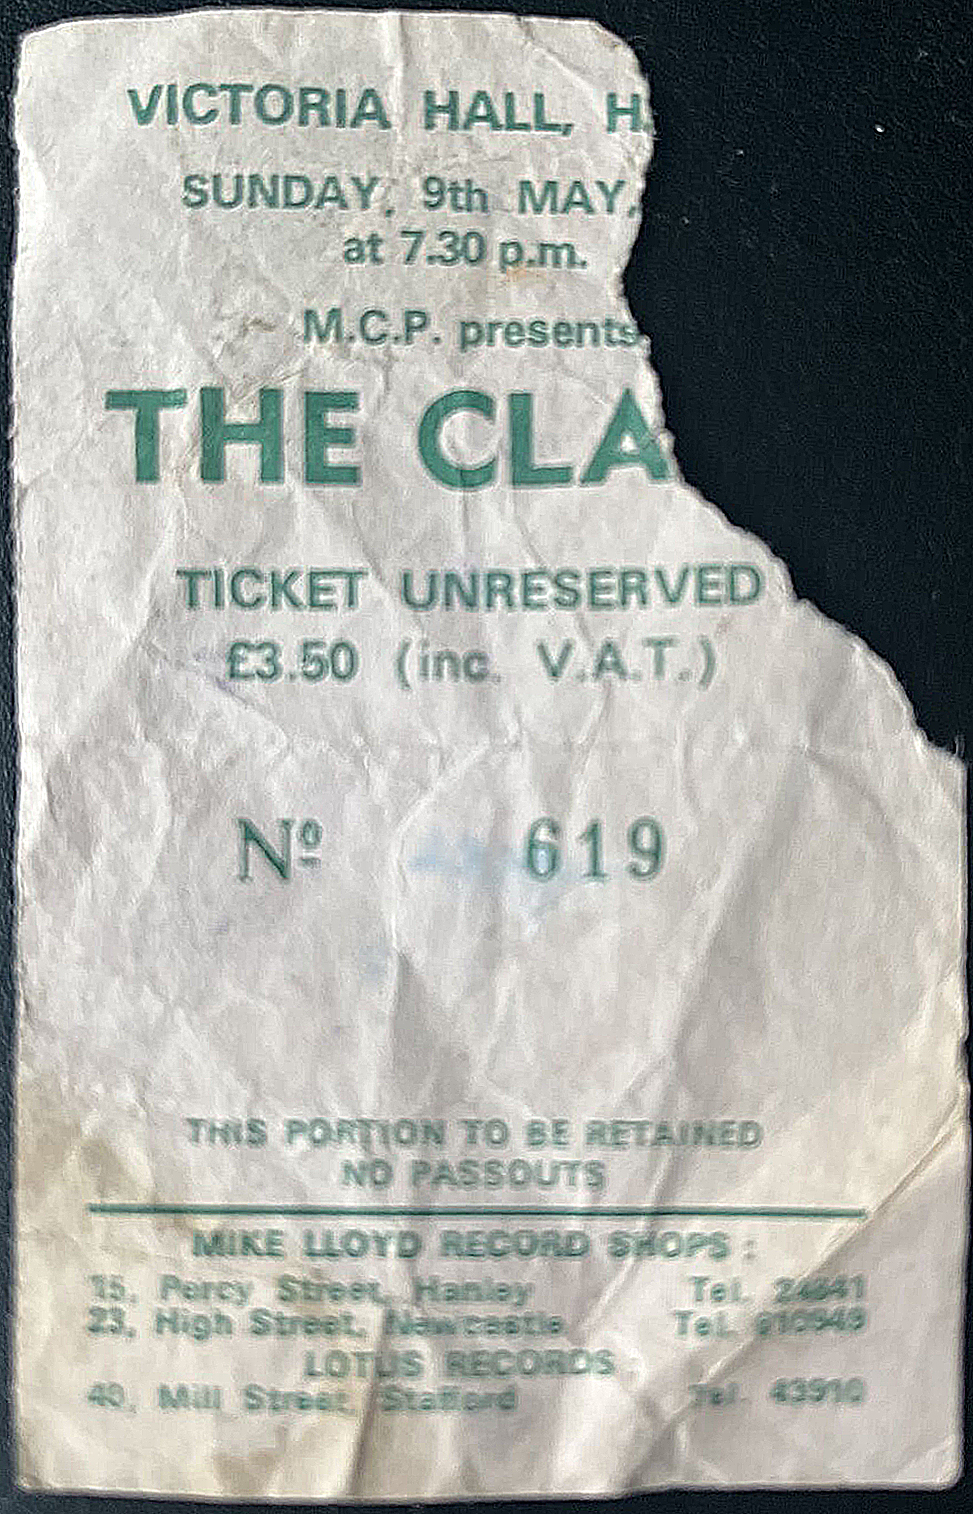 VICTORIA HALL, H
SUNDAY, 9th MAY,
at 7.30 p.m.
M.C.P. presents
THE CLA
TICKET UNRESERVED
£3.50 (inc. V.A.T.)
Nº 619
THIS PORTION TO BE RETAINED
NO PASSOUTS
MIKE LLOYD RECORD SHOPS :
15, Percy Street, Hanley Tel. 24641
23, High Street, Newcastle Tel.
LOTUS RECORDS
40, Mill Street, Stafford Tel. 43910